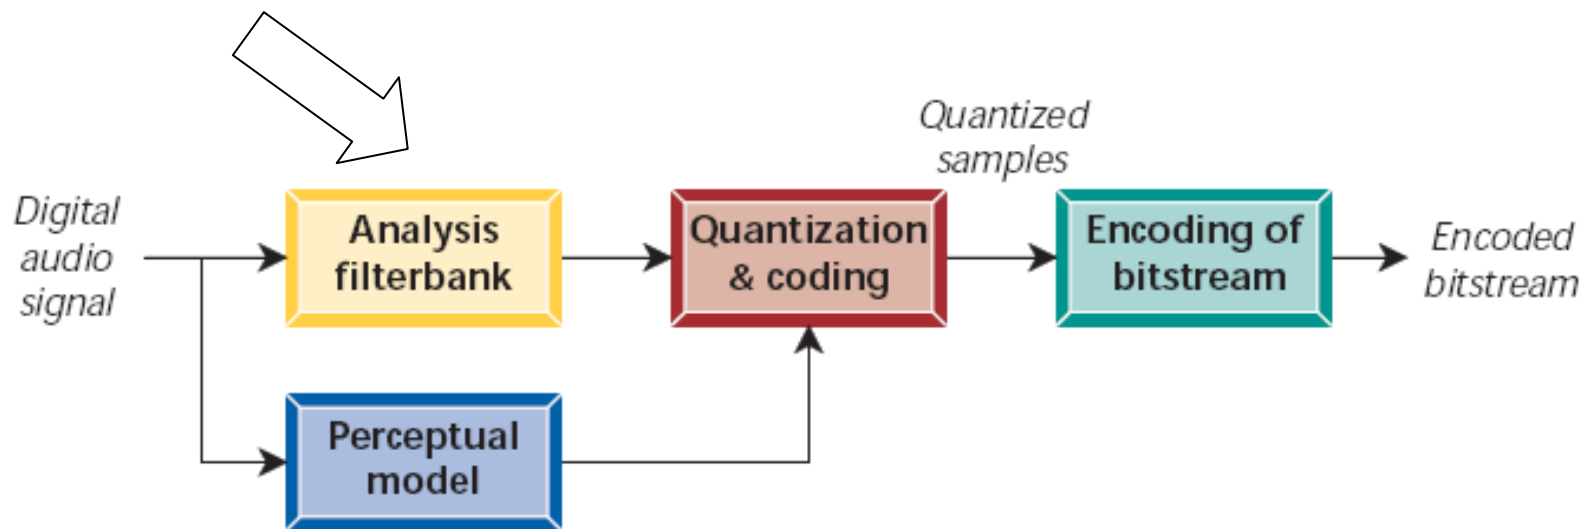 Digital
audio
signal
Analysis
filterbank
Quantization
& coding
Quantized
samples
Encoding of
bitstream
Encoded
bitstream
Perceptual
model